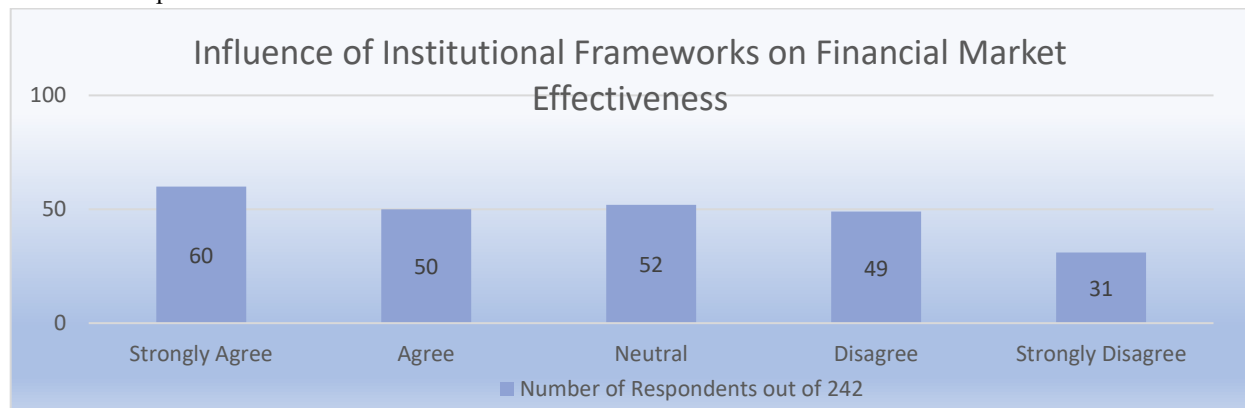 Influence of Institutional Frameworks on Financial Market
Effectiveness
100
50
0
60
50
52
49
31
Strongly Agree
Agree
Neutral
Disagree
Strongly Disagree
Number of Respondents out of 242